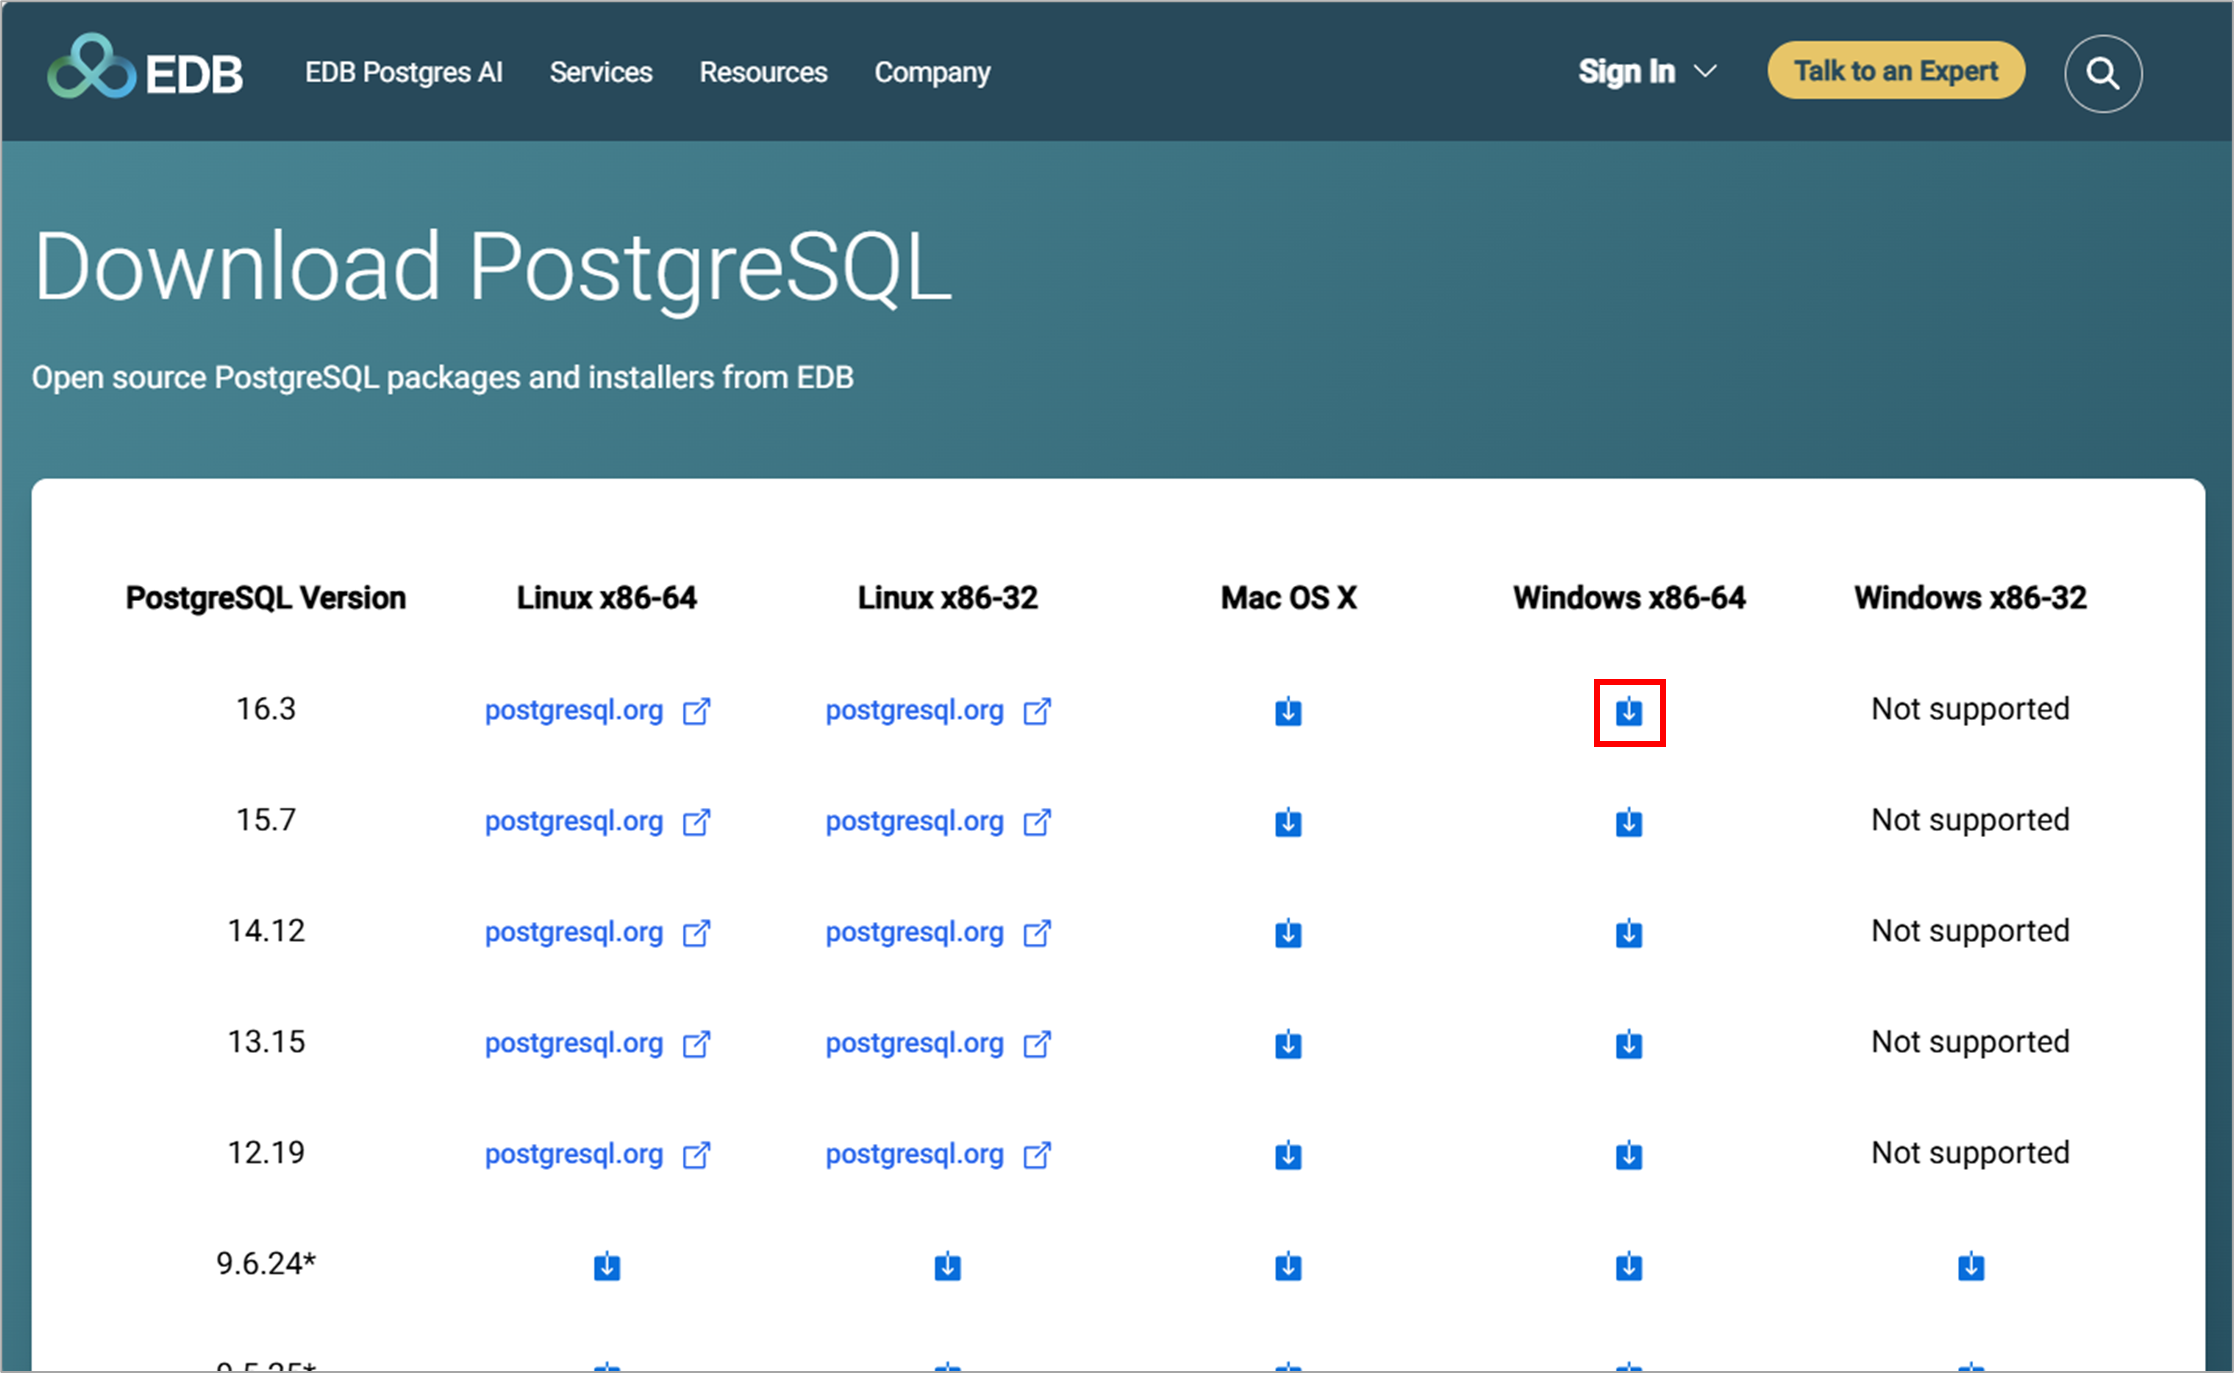 EDB EDB Postgres AI Services Resources Company Sign In Talk to an Expert
Download PostgreSQL
Open source PostgreSQL packages and installers from EDB
PostgreSQL Version Linux x86-64 Linux x86-32 Mac OS X Windows x86-64 Windows x86-32
16.3 postgresql.org postgresql.org Not supported
15.7 postgresql.org postgresql.org Not supported
14.12 postgresql.org postgresql.org Not supported
13.15 postgresql.org postgresql.org Not supported
12.19 postgresql.org postgresql.org Not supported
9.6.24*